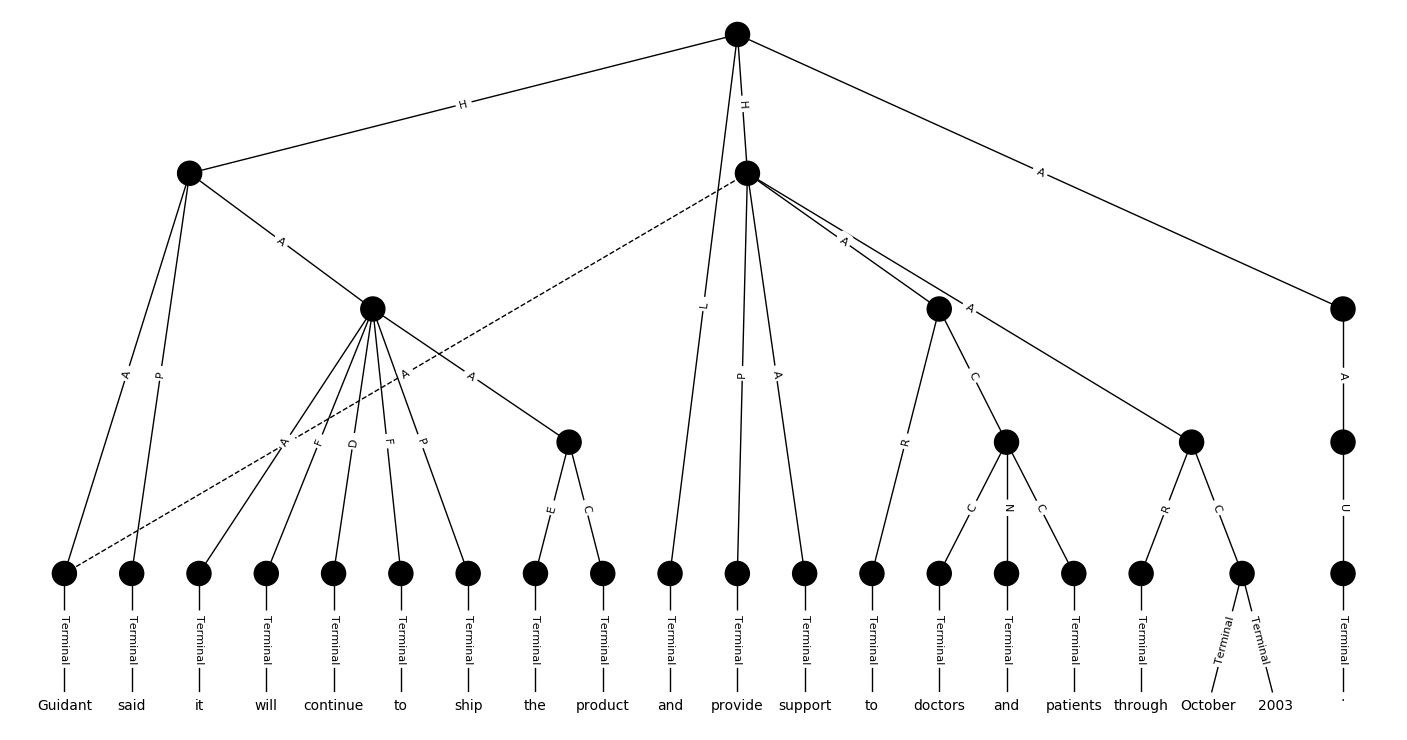 H
H
A
A
A
L
A
A
P
A
A
P
A
C
A
A
F
D
F
P
R
E
C
C
N
C
R
C
U
Terminal Terminal Terminal Terminal Terminal Terminal Terminal Terminal Terminal Terminal Terminal Terminal Terminal Terminal Terminal Terminal Terminal Terminal Terminal Terminal
Guidant said it will continue to ship the product and provide support to doctors and patients through October 2003 .